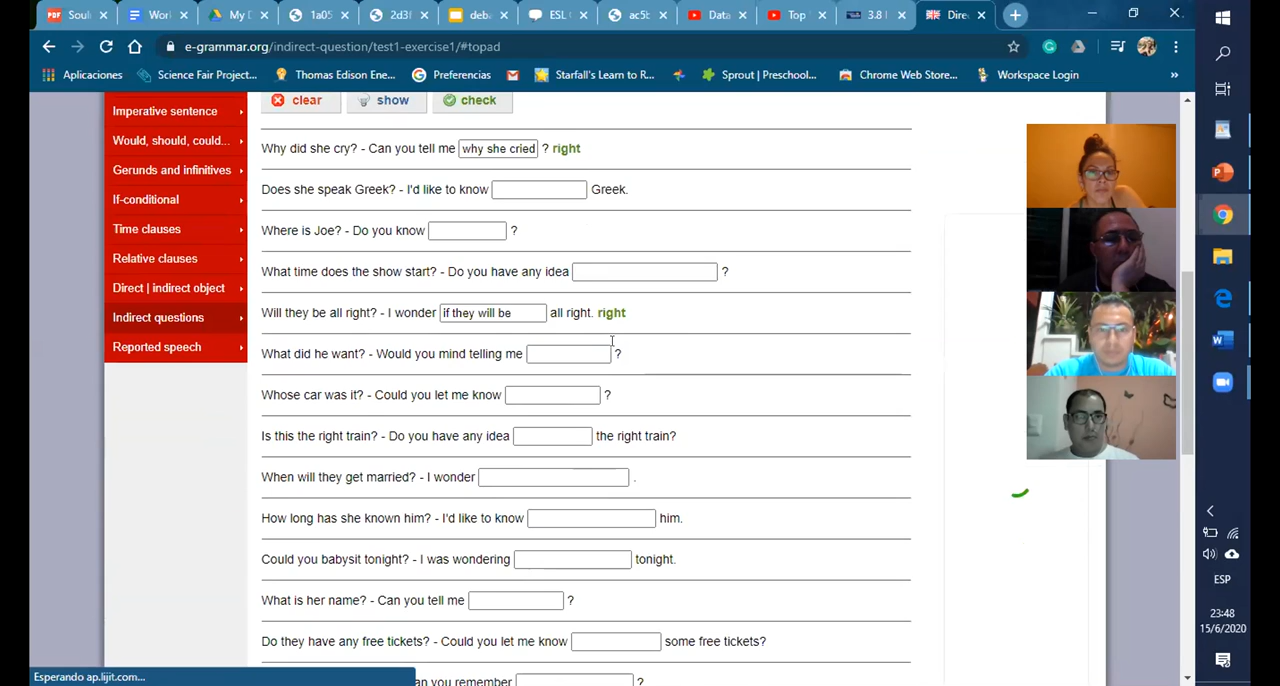 Soul
Worl
My D
1a05
2d3f
deba
ESL
ac5b
Data
Top
3.8 I
Direc
e-grammar.org/indirect-question/test1-exercise1/#topad
Aplicaciones
Science Fair Project...
Thomas Edison Ene...
Preferencias
Starfall's Learn to R...
Sprout | Preschool...
Chrome Web Store...
Workspace Login
»
Imperative sentence
Would, should, could...
Gerunds and infinitives
If-conditional
Time clauses
Relative clauses
Direct | indirect object
Indirect questions
Reported speech
clear
show
check
Why did she cry? - Can you tell me why she cried ? right
Does she speak Greek? - I'd like to know Greek.
Where is Joe? - Do you know ?
What time does the show start? - Do you have any idea ?
Will they be all right? - I wonder if they will be all right. right
What did he want? - Would you mind telling me ?
Whose car was it? - Could you let me know ?
Is this the right train? - Do you have any idea the right train?
When will they get married? - I wonder .
How long has she known him? - I'd like to know him.
Could you babysit tonight? - I was wondering tonight.
What is her name? - Can you tell me ?
Do they have any free tickets? - Could you let me know some free tickets?
an you remember ?
Esperando ap.lijit.com...
ESP
23:48
15/6/2020